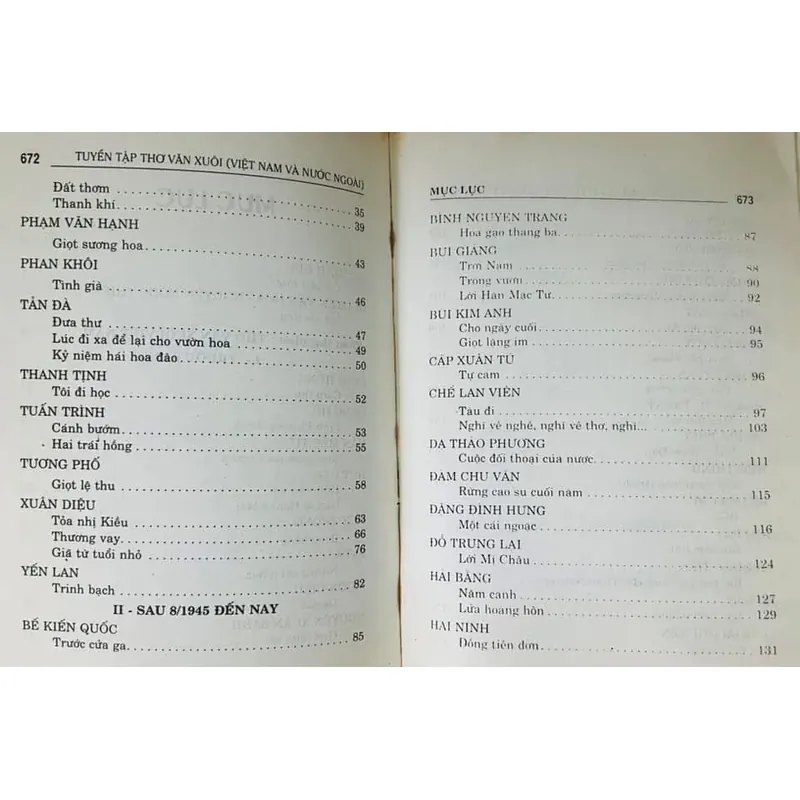 672 TUYỂN TẬP THƠ VĂN XUÔI (VIỆT NAM VÀ NƯỚC NGOÀI)
Đất thơm 35
Thanh khí 39
PHẠM VĂN HẠNH
Giọt sương hoa 43
PHAN KHÔI
Tình già 46
TẢN ĐÀ
Đưa thư 47
Lúc đi xa để lại cho vườn hoa 49
Kỷ niệm hái hoa đào 50
THANH TỊNH
Tôi đi học 52
TUẤN TRÌNH
Cánh bướm 53
Hai trái hồng 55
TƯƠNG PHỐ
Giọt lệ thu 58
XUÂN DIỆU
Tỏa nhị Kiều 63
Thương vay 66
Giã từ tuổi nhỏ 76
YẾN LAN
Trinh bạch 82
II - SAU 8/1945 ĐẾN NAY
BẾ KIẾN QUỐC
Trước cửa ga 85
MỤC LỤC 673
BÌNH NGUYÊN TRANG
Hoa gạo tháng ba 87
BÙI GIÁNG
Trời Nam 88
Trong vườn 90
Lời Hàn Mặc Tử 92
BÙI KIM ANH
Cho ngày cuối 94
Giọt lặng im 95
CẤP XUÂN TÚ
Tự cảm 96
CHẾ LAN VIÊN
Tàu đi 97
Nghĩ về nghề, nghĩ về thơ, nghĩ... 103
DẠ THẢO PHƯƠNG
Cuộc đối thoại của nước 111
ĐÀM CHU VĂN
Rừng cao su cuối năm 115
ĐẶNG ĐÌNH HƯNG
Một cái ngoặc 116
ĐỖ TRUNG LAI
Lời Mị Châu 124
HẢI BẰNG
Nằm cạnh 127
Lửa hoàng hôn 129
HẢI NINH
Đồng tiền đơn 131